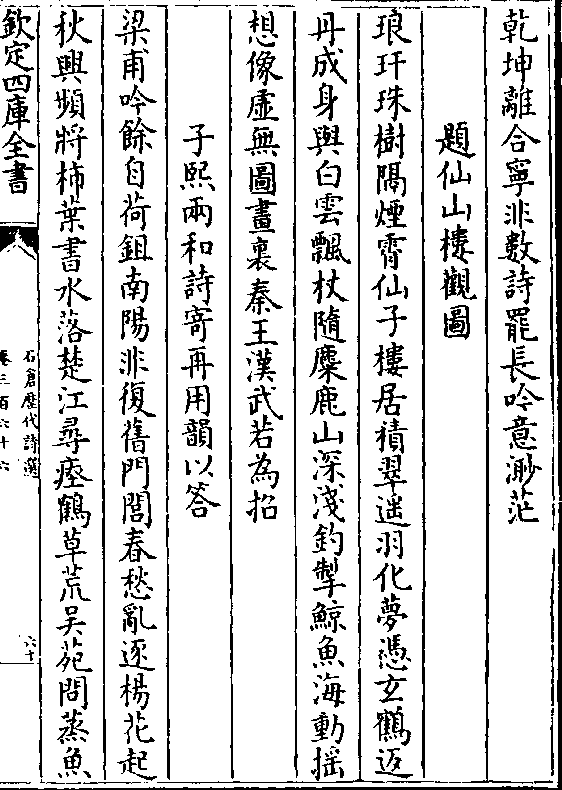 乾坤離合寧非數詩罷長吟意渺茫
題仙山樓觀圖
琅玕珠樹隔煙霄仙子樓居積翠遥羽化夢憑玄鶴返
丹成身與白雲飄杖隨麋鹿山深淺釣掣鯨魚海動揺
想像虚無圖畫裏秦王漢武若為招
子熙兩和詩寄再用韻以答
梁甫吟餘自荷鉏南陽非復舊門閭春愁亂逐楊花起
秋興頻將柿葉書水落楚江尋瘞鶴草荒吴苑問蒸魚
欽定四庫全書
石倉歷代詩選
卷三百六十六
六十